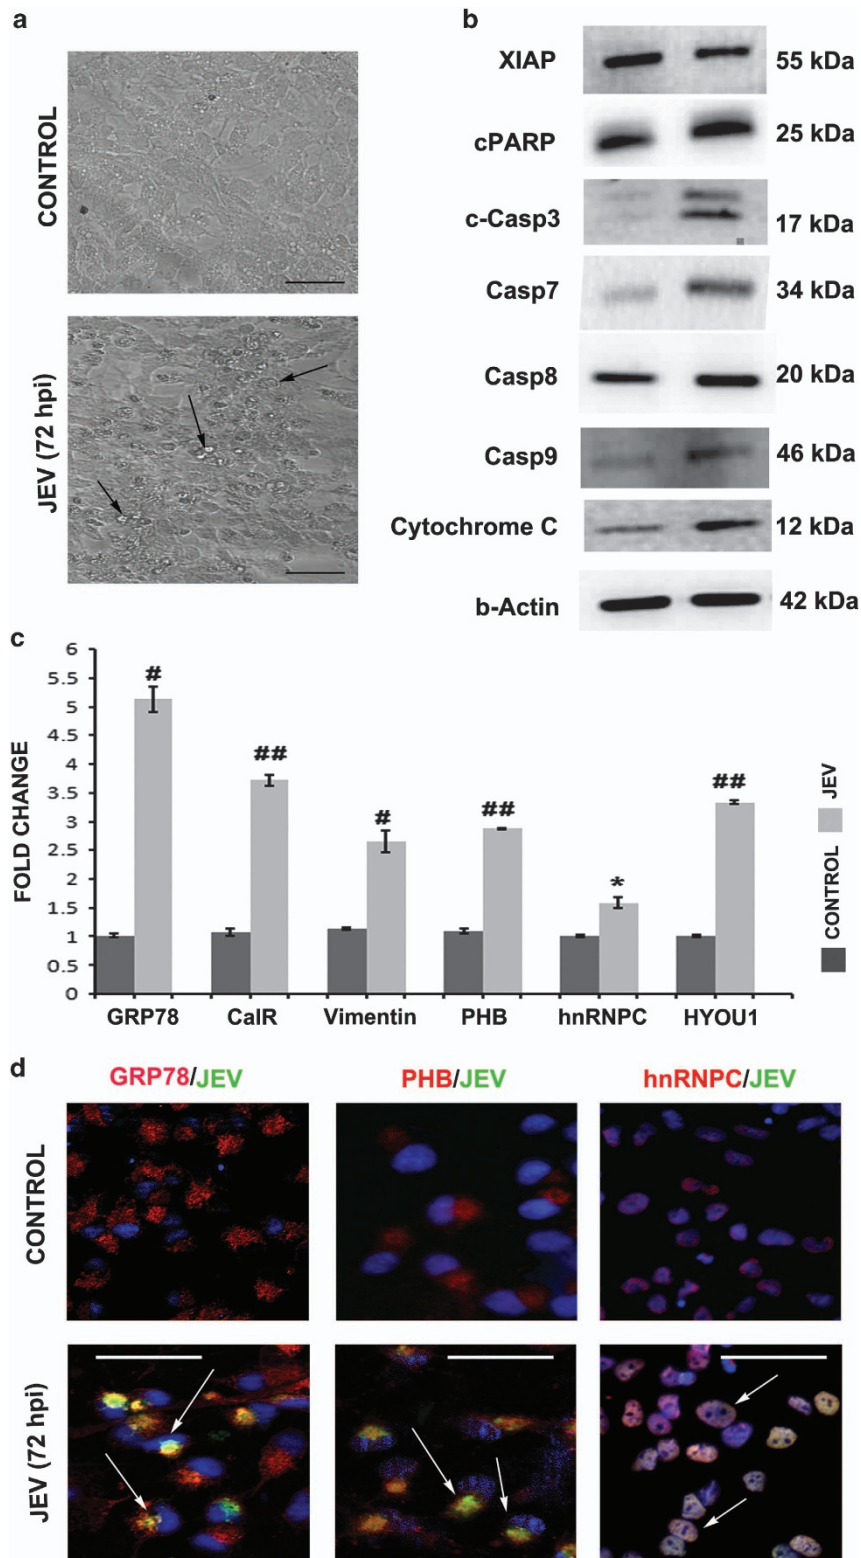 a
CONTROL
JEV (72 hpi)
b
XIAP 55 kDa
cPARP 25 kDa
c-Casp3 17 kDa
Casp7 34 kDa
Casp8 20 kDa
Casp9 46 kDa
Cytochrome C 12 kDa
b-Actin 42 kDa
c
FOLD CHANGE
6
5.5
5
4.5
4
3.5
3
2.5
2
1.5
1
0.5
0
#
##
#
##
*
##
GRP78 CalR Vimentin PHB hnRNPC HYOU1
CONTROL JEV
d
GRP78/JEV PHB/JEV hnRNPC/JEV
CONTROL
JEV (72 hpi)